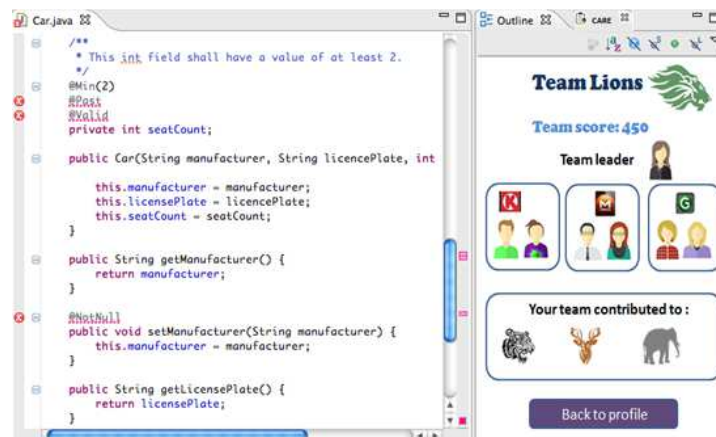 Car.java
/**
* This int field shall have a value of at least 2.
*/
@Min(2)
@Past
@Valid
private int seatCount;
public Car(String manufacturer, String licencePlate, int
this.manufacturer = manufacturer;
this.licensePlate = licencePlate;
this.seatCount = seatCount;
}
public String getManufacturer() {
return manufacturer;
}
@NotNull
public void setManufacturer(String manufacturer) {
this.manufacturer = manufacturer;
}
public String getLicensePlate() {
return licensePlate;
}
Outline
CARE
Team Lions
Team score: 450
Team leader
K
M
G
Your team contributed to :
Back to profile